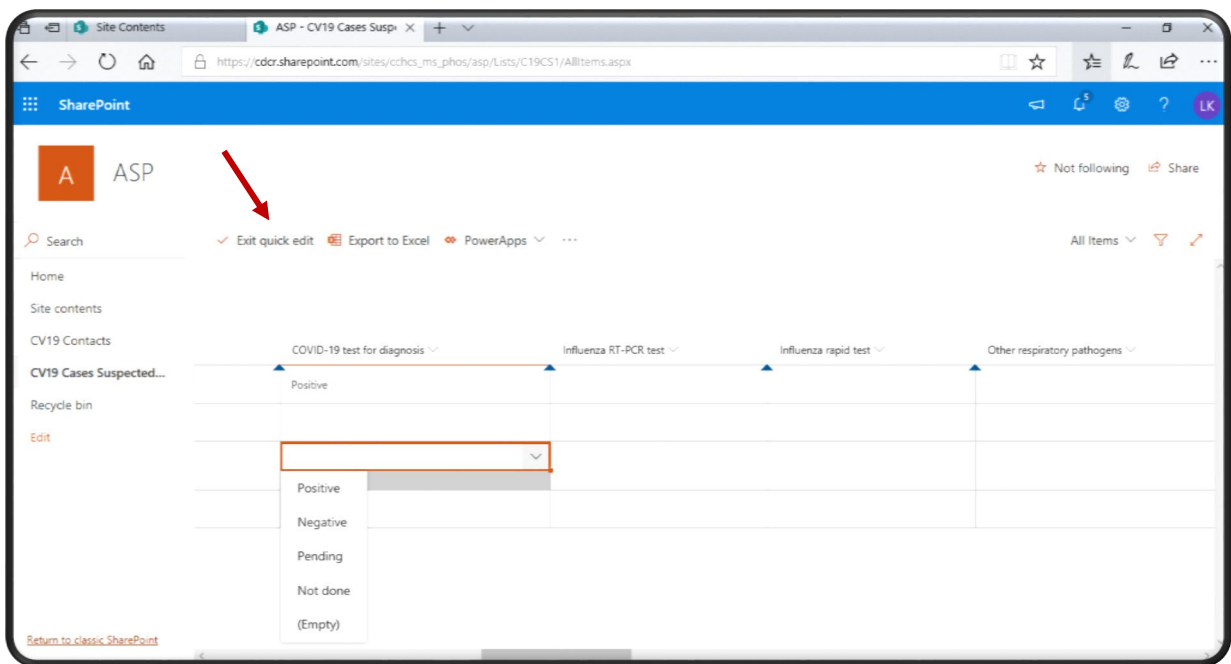 Site Contents
ASP - CV19 Cases Susp
https://cdcr.sharepoint.com/sites/cchcs_ms_phos/asp/Lists/C19CS1/AllItems.aspx
SharePoint
5
?
LK
A
ASP
Not following
Share
Search
Exit quick edit
Export to Excel
PowerApps
...
All Items
Home
Site contents
CV19 Contacts
CV19 Cases Suspected...
Recycle bin
Edit
COVID-19 test for diagnosis
Influenza RT-PCR test
Influenza rapid test
Other respiratory pathogens
Positive
Positive
Negative
Pending
Not done
(Empty)
Return to classic SharePoint